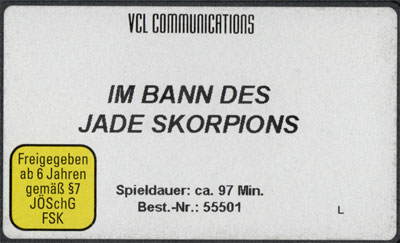 VCL COMMUNICATIONS
IM BANN DES
JADE SKORPIONS
Freigegeben
ab 6 Jahren
gemäß §7
JÖSchG
FSK
Spieldauer: ca. 97 Min.
Best.-Nr.: 55501
L